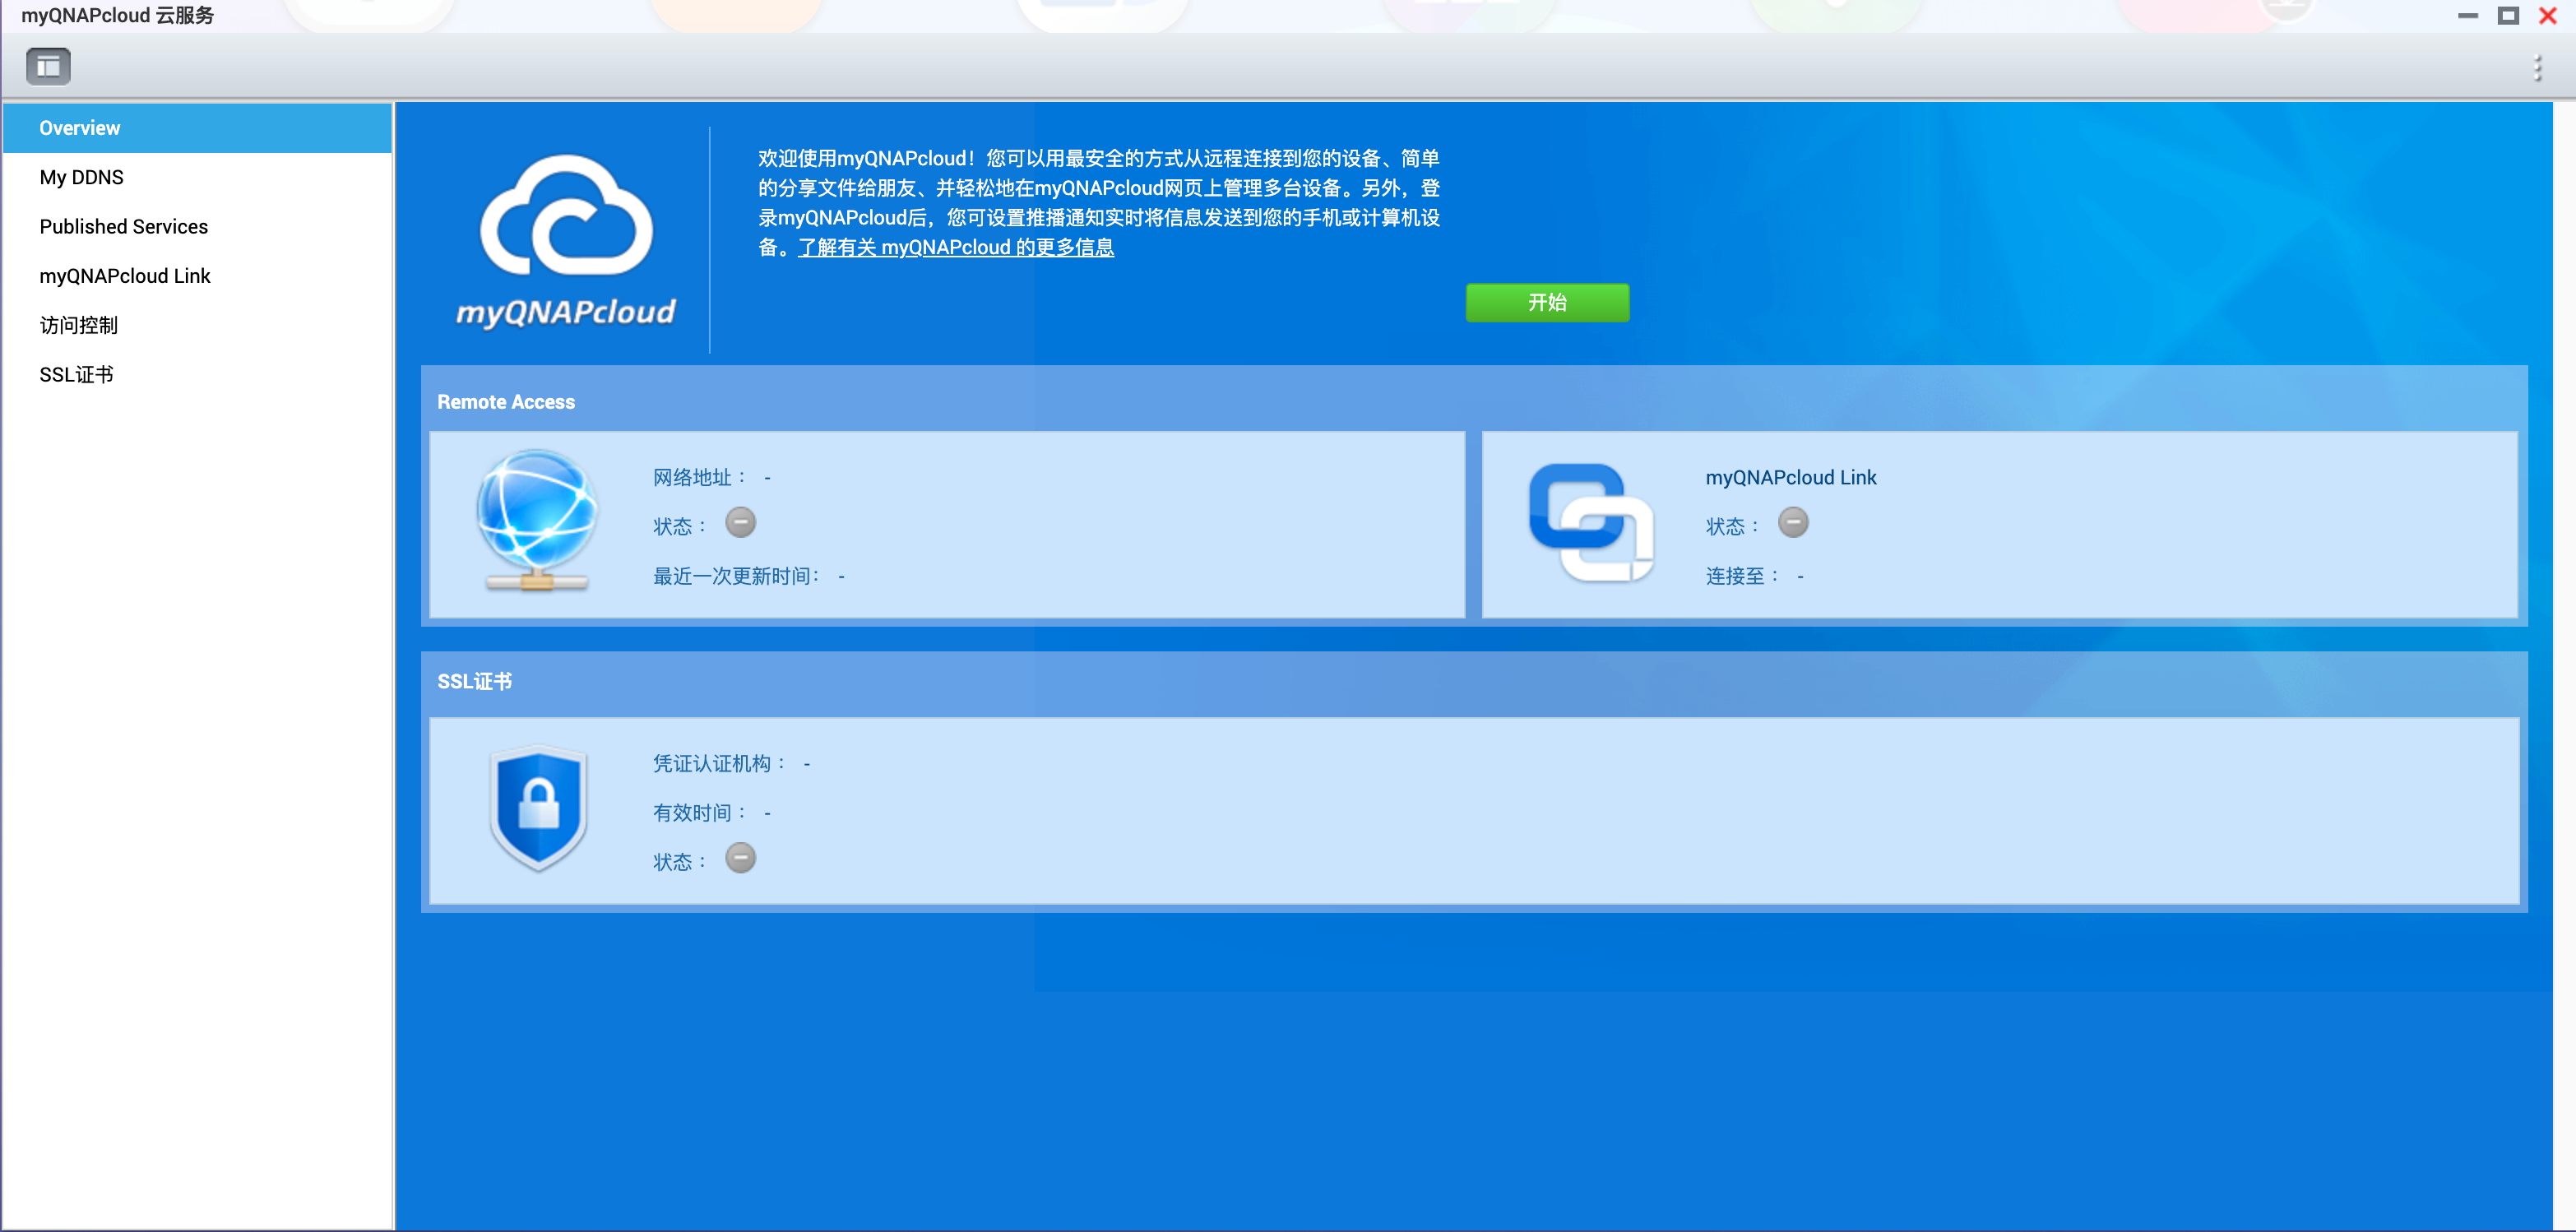 myQNAPcloud 云服务
Overview
My DDNS
Published Services
myQNAPcloud Link
访问控制
SSL证书
myQNAPcloud
欢迎使用myQNAPcloud！您可以用最安全的方式从远程连接到您的设备、简单
的分享文件给朋友、并轻松地在myQNAPcloud网页上管理多台设备。另外，登
录myQNAPcloud后，您可设置推播通知实时将信息发送到您的手机或计算机设
备。了解有关 myQNAPcloud 的更多信息
开始
Remote Access
网络地址： -
状态：
最近一次更新时间： -
myQNAPcloud Link
状态：
连接至： -
SSL证书
凭证认证机构： -
有效时间： -
状态：